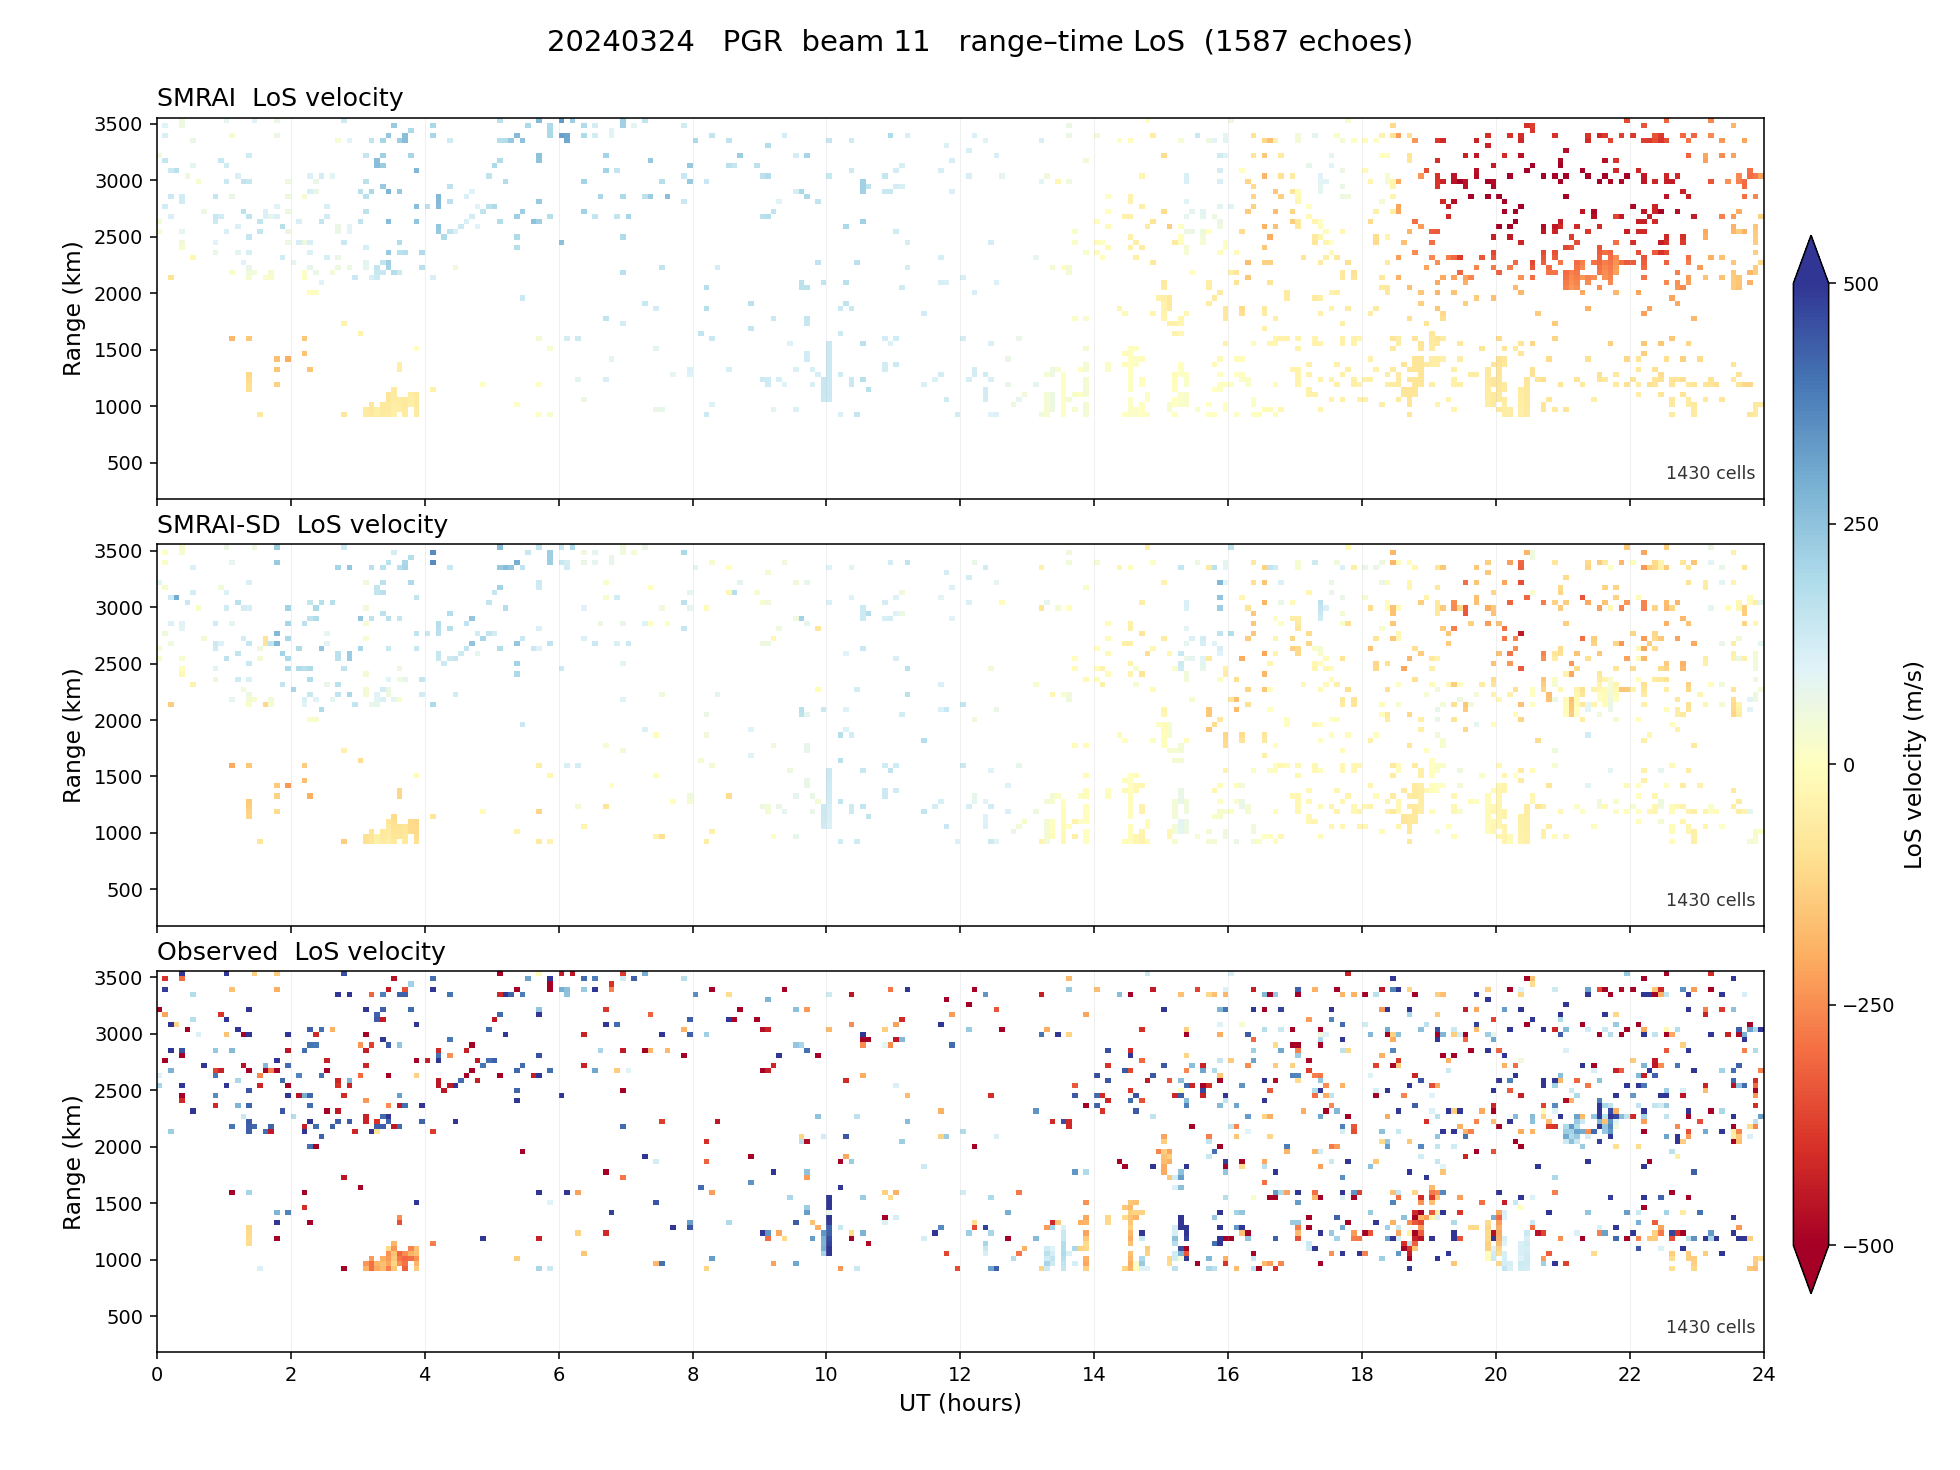 20240324   PGR  beam 11   range–time LoS  (1587 echoes)
SMRAI  LoS velocity
3500
3000
2500
2000
1500
1000
500
Range (km)
1430 cells
SMRAI-SD  LoS velocity
3500
3000
2500
2000
1500
1000
500
Range (km)
1430 cells
Observed  LoS velocity
3500
3000
2500
2000
1500
1000
500
Range (km)
1430 cells
0 2 4 6 8 10 12 14 16 18 20 22 24
UT (hours)
500
250
0
−250
−500
LoS velocity (m/s)